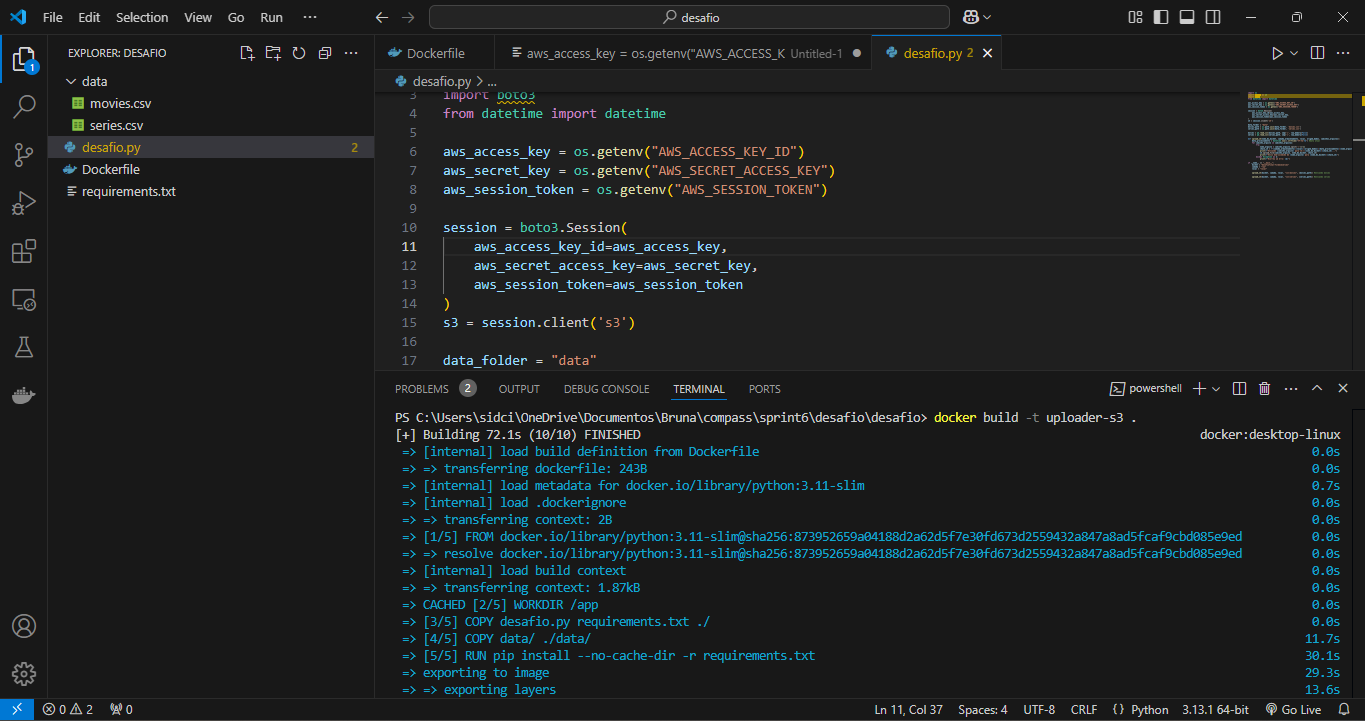 File Edit Selection View Go Run ··· desafio
EXPLORER: DESAFIO
data
movies.csv
series.csv
desafio.py 2
Dockerfile
requirements.txt
1
Dockerfile
aws_access_key = os.getenv("AWS_ACCESS_K Untitled-1
desafio.py 2
desafio.py > ...
3 import boto3
4 from datetime import datetime
5
6 aws_access_key = os.getenv("AWS_ACCESS_KEY_ID")
7 aws_secret_key = os.getenv("AWS_SECRET_ACCESS_KEY")
8 aws_session_token = os.getenv("AWS_SESSION_TOKEN")
9
10 session = boto3.Session(
11 aws_access_key_id=aws_access_key,
12 aws_secret_access_key=aws_secret_key,
13 aws_session_token=aws_session_token
14 )
15 s3 = session.client('s3')
16
17 data_folder = "data"
PROBLEMS 2 OUTPUT DEBUG CONSOLE TERMINAL PORTS powershell
PS C:\Users\sidci\OneDrive\Documentos\Bruna\compass\sprint6\desafio\desafio> docker build -t uploader-s3 .
[+] Building 72.1s (10/10) FINISHED docker:desktop-linux
=> [internal] load build definition from Dockerfile 0.0s
=> => transferring dockerfile: 243B 0.0s
=> [internal] load metadata for docker.io/library/python:3.11-slim 0.7s
=> [internal] load .dockerignore 0.0s
=> => transferring context: 2B 0.0s
=> [1/5] FROM docker.io/library/python:3.11-slim@sha256:873952659a04188d2a62d5f7e30fd673d2559432a847a8ad5fcaf9cbd085e9ed 0.0s
=> => resolve docker.io/library/python:3.11-slim@sha256:873952659a04188d2a62d5f7e30fd673d2559432a847a8ad5fcaf9cbd085e9ed 0.0s
=> [internal] load build context 0.0s
=> => transferring context: 1.87kB 0.0s
=> CACHED [2/5] WORKDIR /app 0.0s
=> [3/5] COPY desafio.py requirements.txt ./ 0.0s
=> [4/5] COPY data/ ./data/ 11.7s
=> [5/5] RUN pip install --no-cache-dir -r requirements.txt 30.1s
=> exporting to image 29.3s
=> => exporting layers 13.6s
0 2 0 Ln 11, Col 37 Spaces: 4 UTF-8 CRLF {} Python 3.13.1 64-bit Go Live